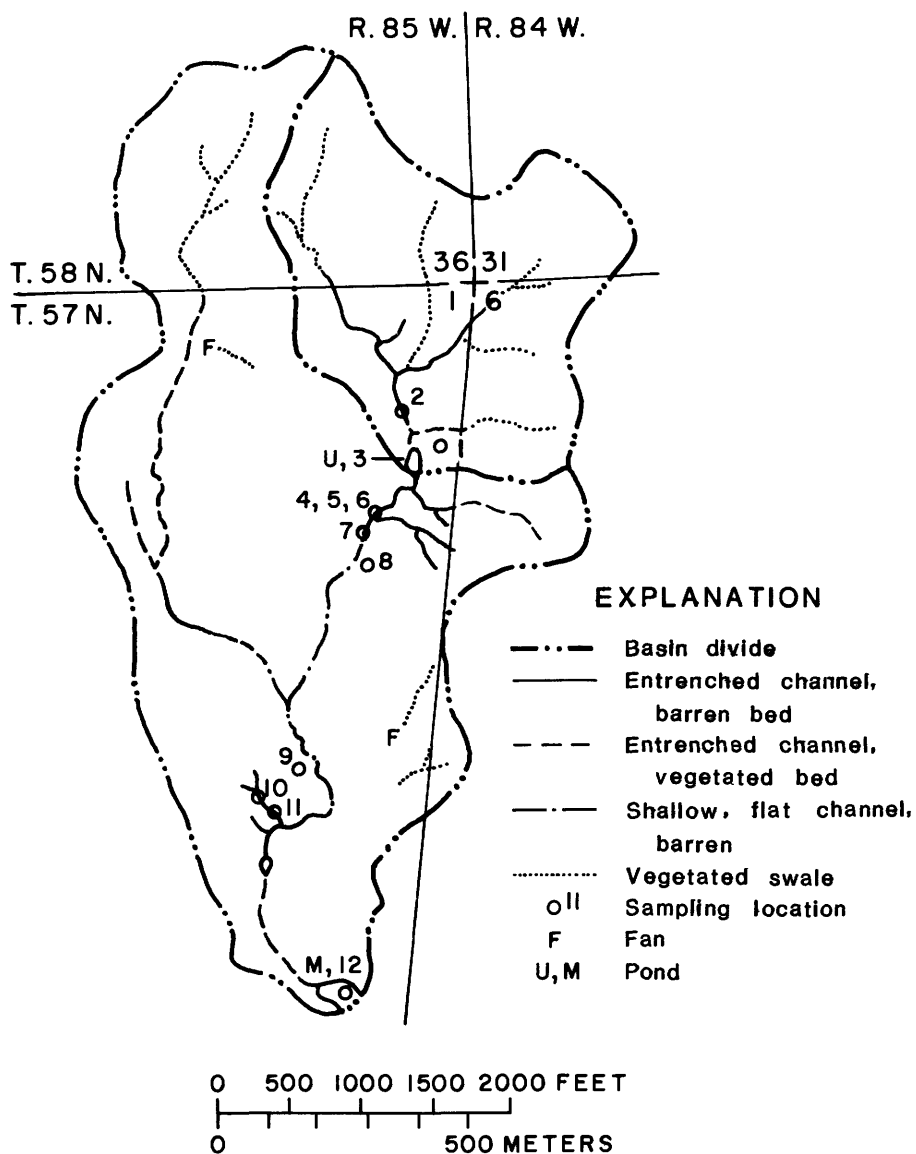 R. 85 W. R. 84 W.
36 31
T. 58 N.
1 6
T. 57 N.
F
2
U, 3
4, 5, 6
7
8
EXPLANATION
Basin divide
Entrenched channel,
barren bed
F
Entrenched channel,
vegetated bed
9
10
11
Shallow, flat channel,
barren
Vegetated swale
11 Sampling location
F Fan
M, 12
U, M Pond
0 500 1000 1500 2000 FEET
0 500 METERS